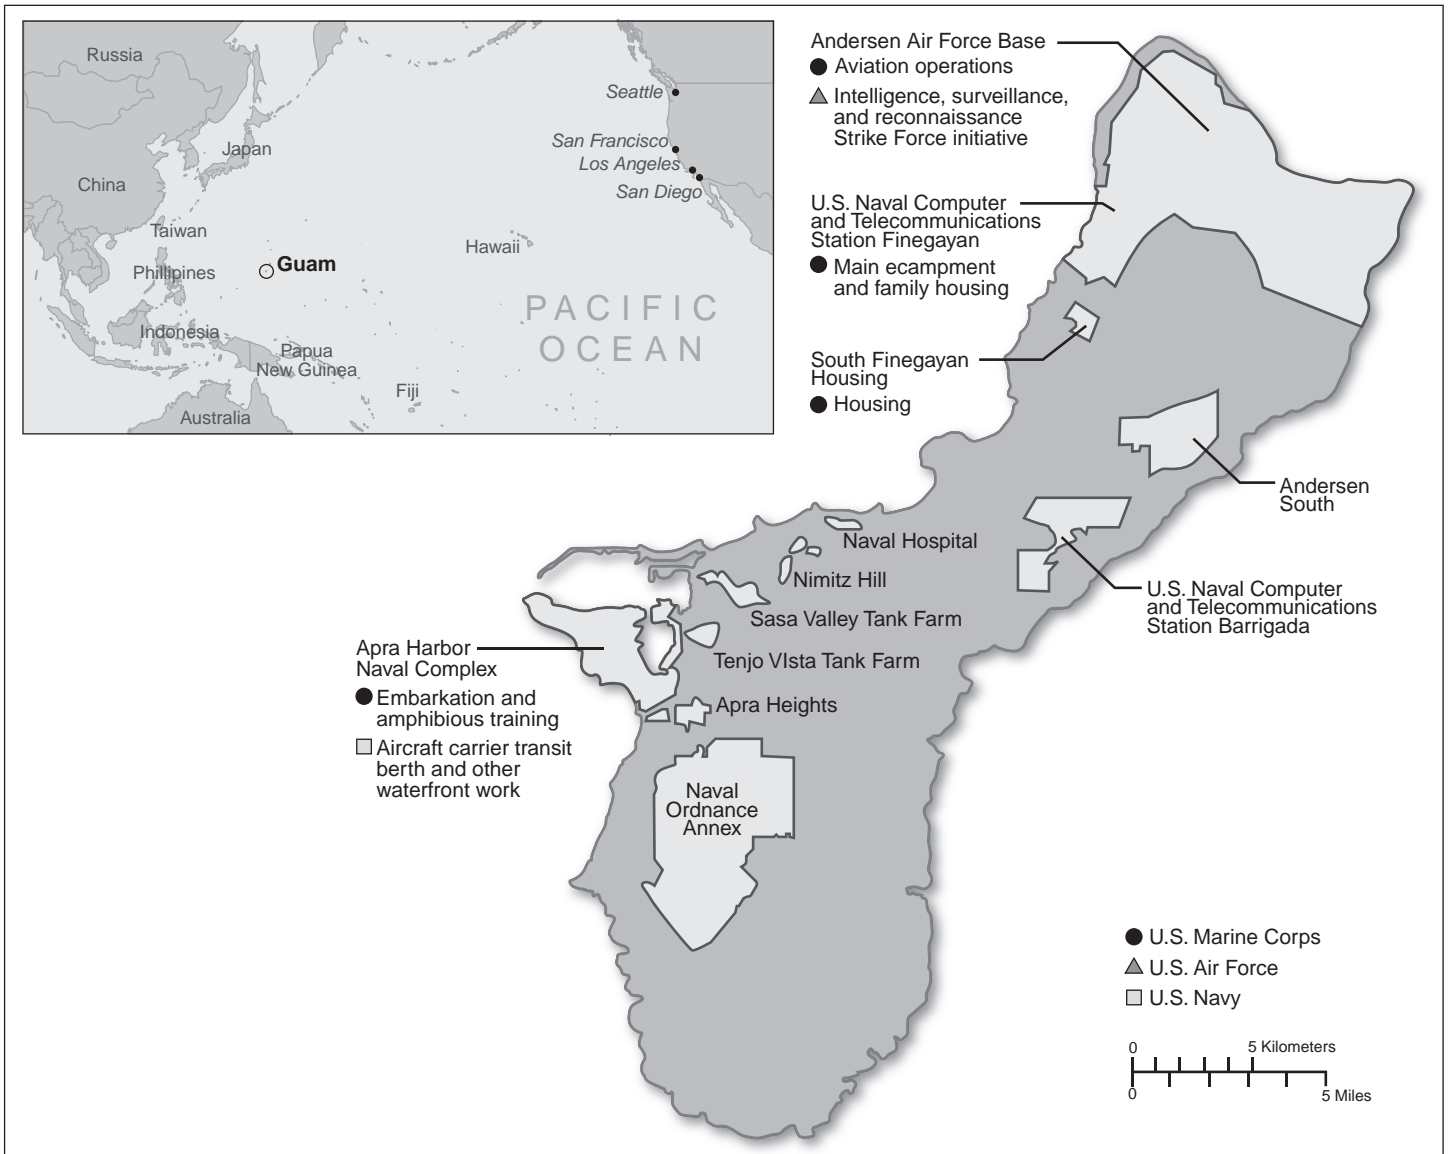 Russia
China
Japan
Taiwan
Phillipines
Indonesia
Papua
New Guinea
Australia
Fiji
Guam
Hawaii
PACIFIC
OCEAN
Seattle
San Francisco
Los Angeles
San Diego
Andersen Air Force Base
Aviation operations
Intelligence, surveillance,
and reconnaissance
Strike Force initiative
U.S. Naval Computer
and Telecommunications
Station Finegayan
Main ecampment
and family housing
South Finegayan
Housing
Housing
Andersen
South
U.S. Naval Computer
and Telecommunications
Station Barrigada
Naval Hospital
Nimitz Hill
Sasa Valley Tank Farm
Tenjo VIsta Tank Farm
Apra Heights
Apra Harbor
Naval Complex
Embarkation and
amphibious training
Aircraft carrier transit
berth and other
waterfront work
Naval
Ordnance
Annex
U.S. Marine Corps
U.S. Air Force
U.S. Navy
0 5 Kilometers
0 5 Miles